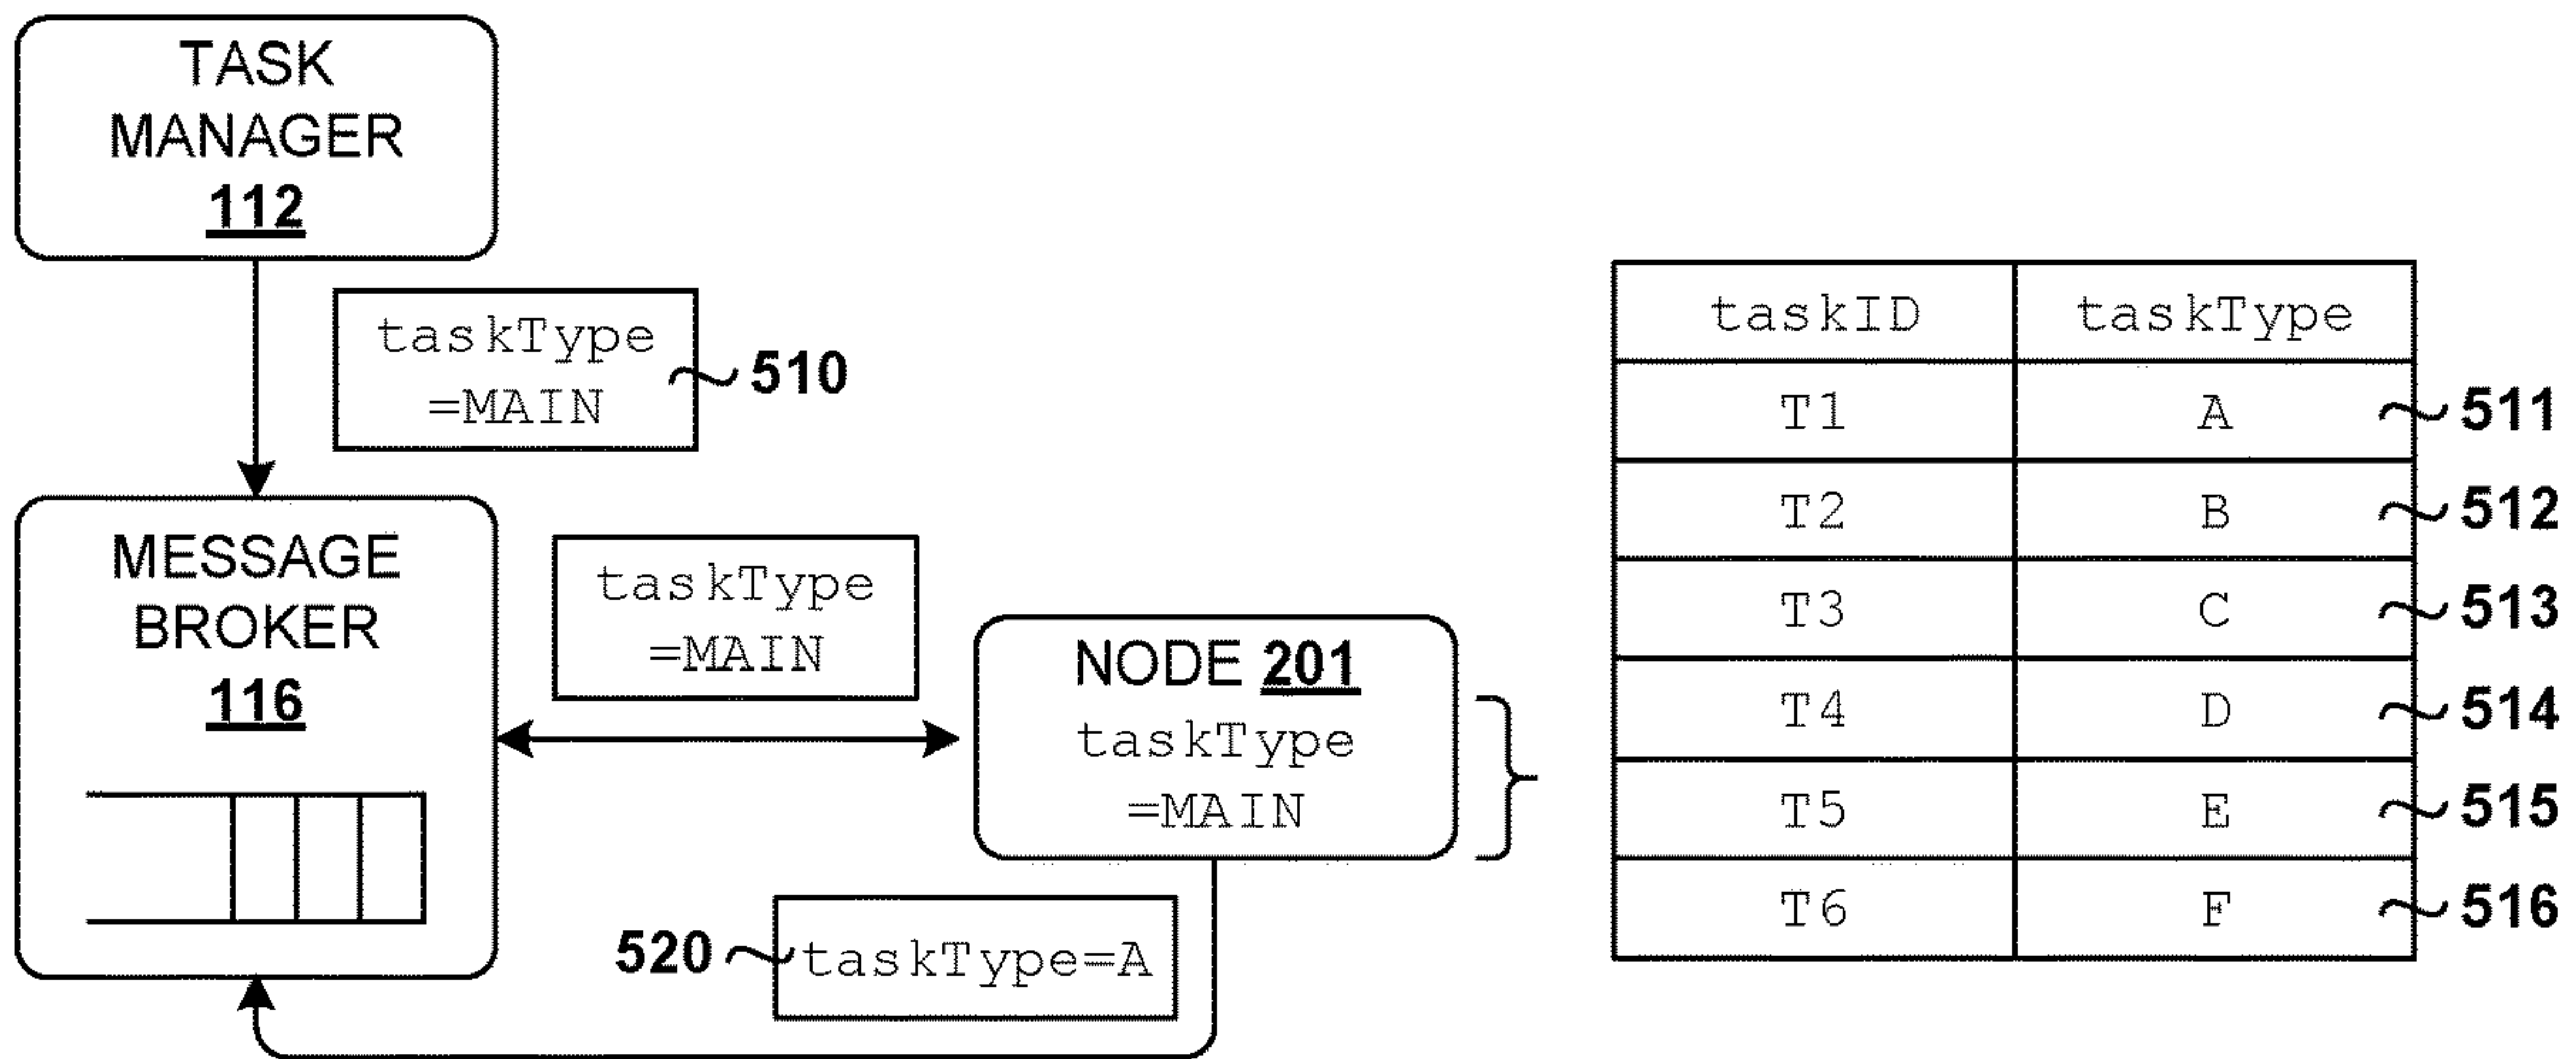 TASK
MANAGER
112
taskType
=MAIN
510
MESSAGE
BROKER
116
taskType
=MAIN
NODE 201
taskType
=MAIN
520
taskType=A
taskID taskType
T1 A 511
T2 B 512
T3 C 513
T4 D 514
T5 E 515
T6 F 516